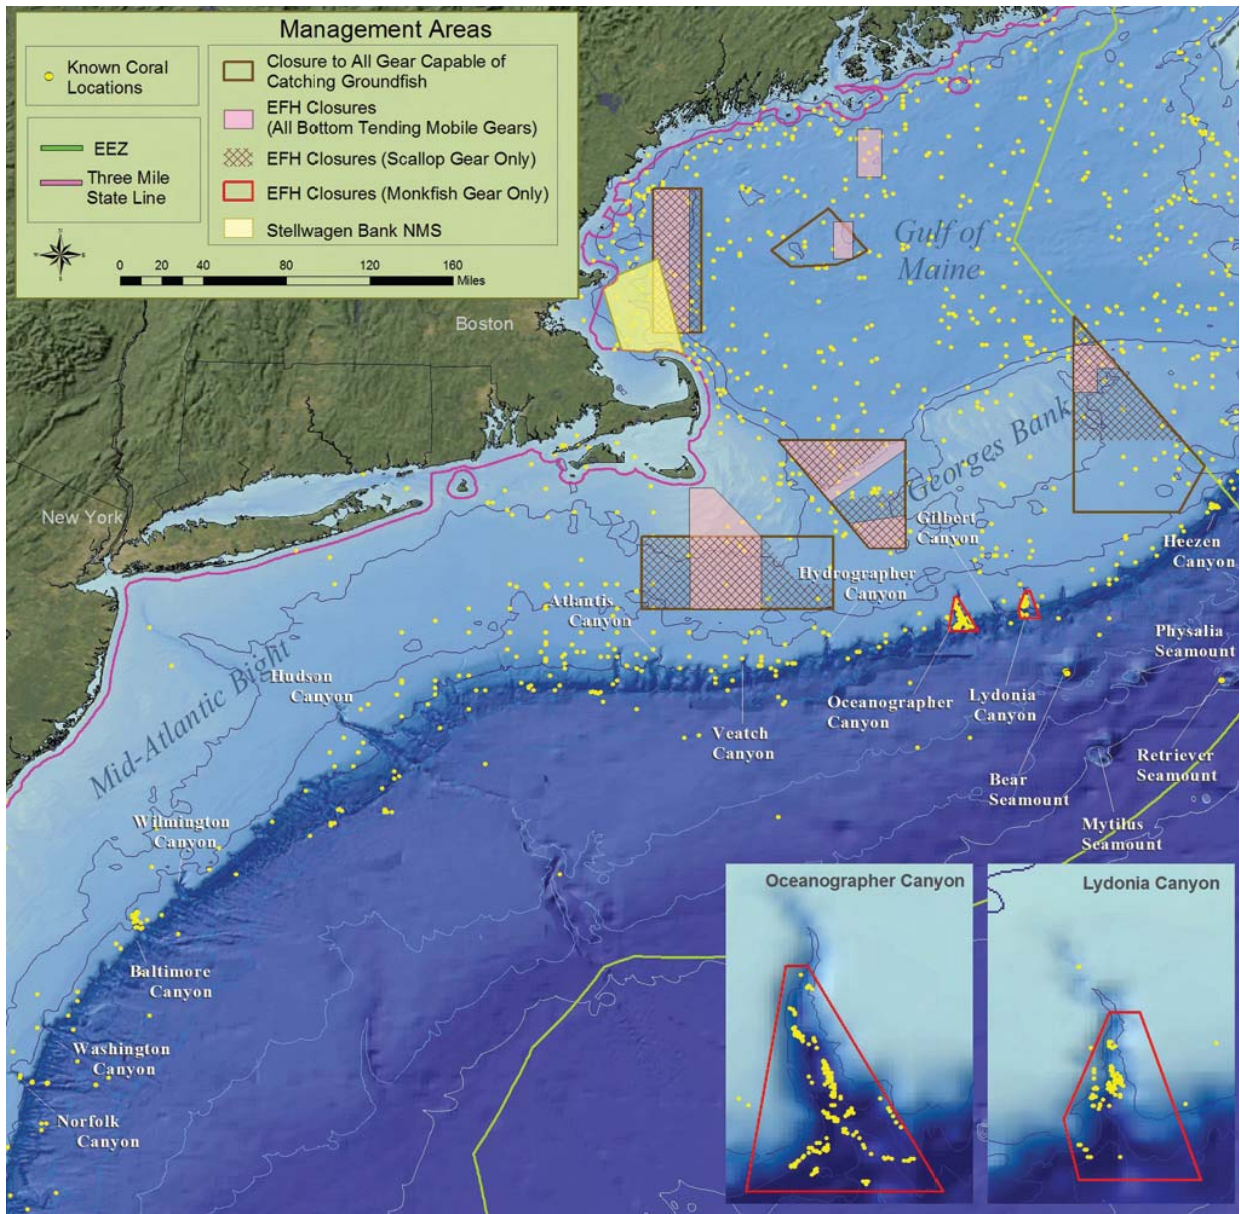 Management Areas
Known Coral
Locations
EEZ
Three Mile
State Line
Closure to All Gear Capable of
Catching Groundfish
EFH Closures
(All Bottom Tending Mobile Gears)
EFH Closures (Scallop Gear Only)
EFH Closures (Monkfish Gear Only)
Stellwagen Bank NMS
0 20 40 80 120 160
Miles
Gulf of
Maine
Boston
Georges Bank
New York
Gilbert
Canyon
Heezen
Canyon
Hydrographer
Canyon
Atlantis
Canyon
Physalia
Seamount
Mid-Atlantic Bight
Hudson
Canyon
Oceanographer
Canyon
Lydonia
Canyon
Veatch
Canyon
Retriever
Seamount
Bear
Seamount
Mytilus
Seamount
Wilmington
Canyon
Oceanographer Canyon
Lydonia Canyon
Baltimore
Canyon
Washington
Canyon
Norfolk
Canyon